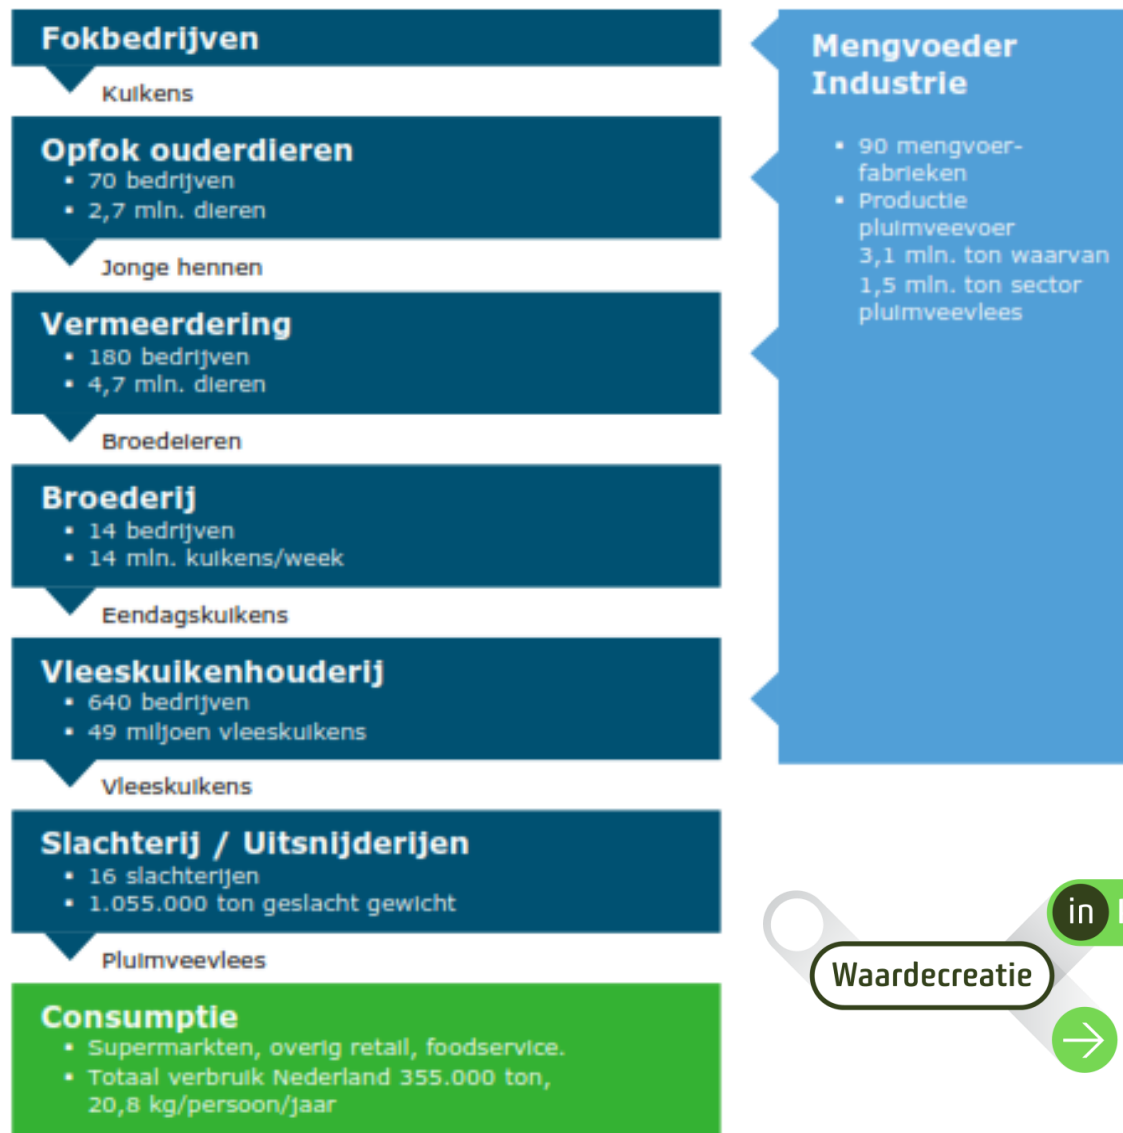 Fokbedrijven
Kuikens
Opfok ouderdieren
▪ 70 bedrijven
▪ 2,7 mln. dieren
Jonge hennen
Vermeerdering
▪ 180 bedrijven
▪ 4,7 mln. dieren
Broedeieren
Broederij
▪ 14 bedrijven
▪ 14 mln. kuikens/week
Eendagskuikens
Vleeskuikenhouderij
▪ 640 bedrijven
▪ 49 miljoen vleeskuikens
Vleeskuikens
Slachterij / Uitsnijderijen
▪ 16 slachterijen
▪ 1.055.000 ton geslacht gewicht
Pluimveevlees
Consumptie
▪ Supermarkten, overig retail, foodservice.
▪ Totaal verbruik Nederland 355.000 ton,
20,8 kg/persoon/jaar
Mengvoeder
Industrie
▪ 90 mengvoer-
fabrieken
▪ Productie
pluimveevoer
3,1 mln. ton waarvan
1,5 mln. ton sector
pluimveevlees
in
Waardecreatie